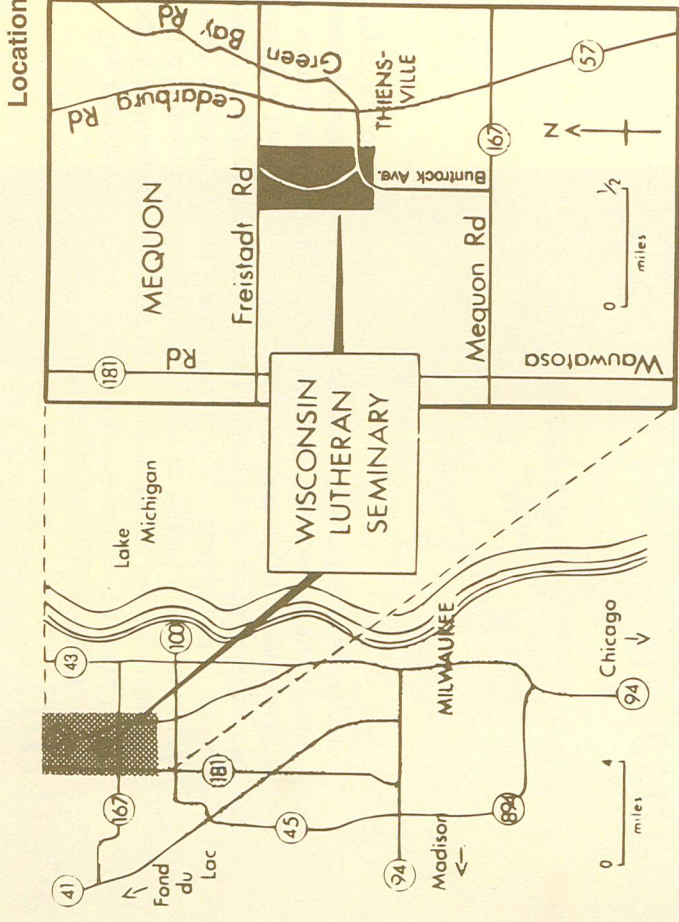 Location
Lake
Michigan
43
100
167
181
41
Fond
du
Lac
45
94
Madison
MILWAUKEE
894
Chicago
94
0 4
miles
WISCONSIN
LUTHERAN
SEMINARY
181
Rd
Wauwatosa
MEQUON
Freistadt Rd
Mequon Rd
167
Cedarburg Rd
Green Bay Rd
THIENS-
VILLE
Buntrock Ave.
57
N
0 1/2
miles